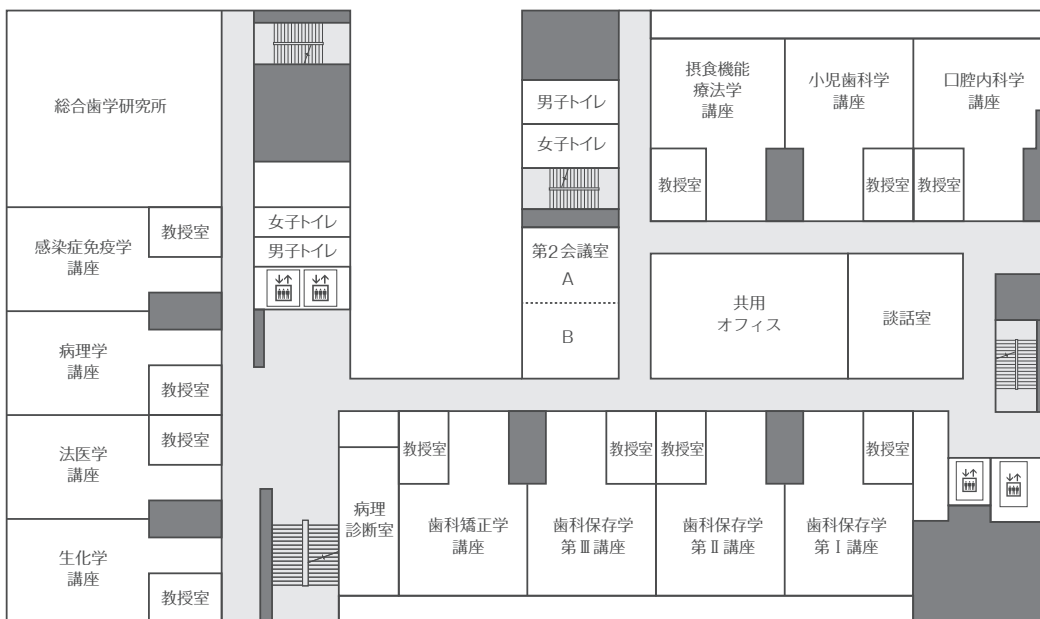 総合歯学研究所
感染症免疫学
講座
教授室
病理学
講座
教授室
法医学
講座
教授室
生化学
講座
教授室
女子トイレ
男子トイレ
男子トイレ
女子トイレ
第2会議室
A
B
摂食機能
療法学
講座
教授室
小児歯科学
講座
教授室
口腔内科学
講座
教授室
共用
オフィス
談話室
病理
診断室
教授室
歯科矯正学
講座
教授室
歯科保存学
第Ⅲ講座
教授室
歯科保存学
第Ⅱ講座
教授室
歯科保存学
第Ⅰ講座